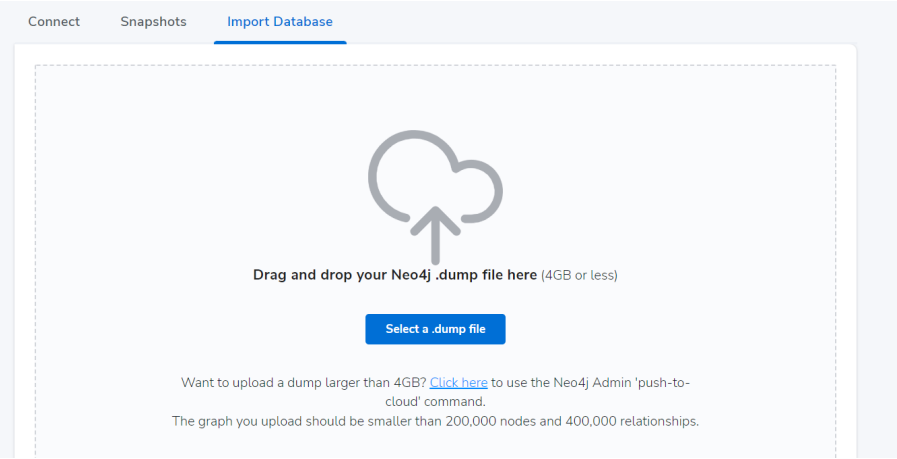 Connect Snapshots Import Database
Drag and drop your Neo4j .dump file here (4GB or less)
Select a .dump file
Want to upload a dump larger than 4GB? Click here to use the Neo4j Admin 'push-to-
cloud' command.
The graph you upload should be smaller than 200,000 nodes and 400,000 relationships.